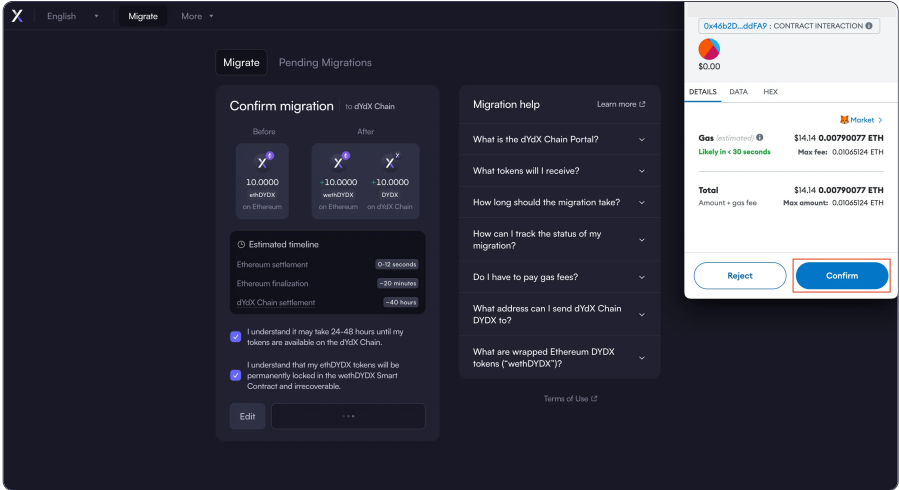 English
Migrate
More
Migrate
Pending Migrations
Confirm migration
to dYdX Chain
Before
After
10.0000
ethDYDX
on Ethereum
+10.0000
wethDYDX
on Ethereum
+10.0000
DYDX
on dYdX Chain
Estimated timeline
Ethereum settlement
0-12 seconds
Ethereum finalization
~20 minutes
dYdX Chain settlement
~40 hours
I understand it may take 24-48 hours until my
tokens are available on the dYdX Chain.
I understand that my ethDYDX tokens will be
permanently locked in the wethDYDX Smart
Contract and irrecoverable.
Edit
Migration help
Learn more
What is the dYdX Chain Portal?
What tokens will I receive?
How long should the migration take?
How can I track the status of my
migration?
Do I have to pay gas fees?
What address can I send dYdX Chain
DYDX to?
What are wrapped Ethereum DYDX
tokens (“wethDYDX”)?
Terms of Use
0x46b2D...ddFA9 : CONTRACT INTERACTION
$0.00
DETAILS
DATA
HEX
Market >
Gas (estimated)
$14.14 0.00790077 ETH
Likely in < 30 seconds
Max fee: 0.01065124 ETH
Total
$14.14 0.00790077 ETH
Amount + gas fee
Max amount: 0.01065124 ETH
Reject
Confirm